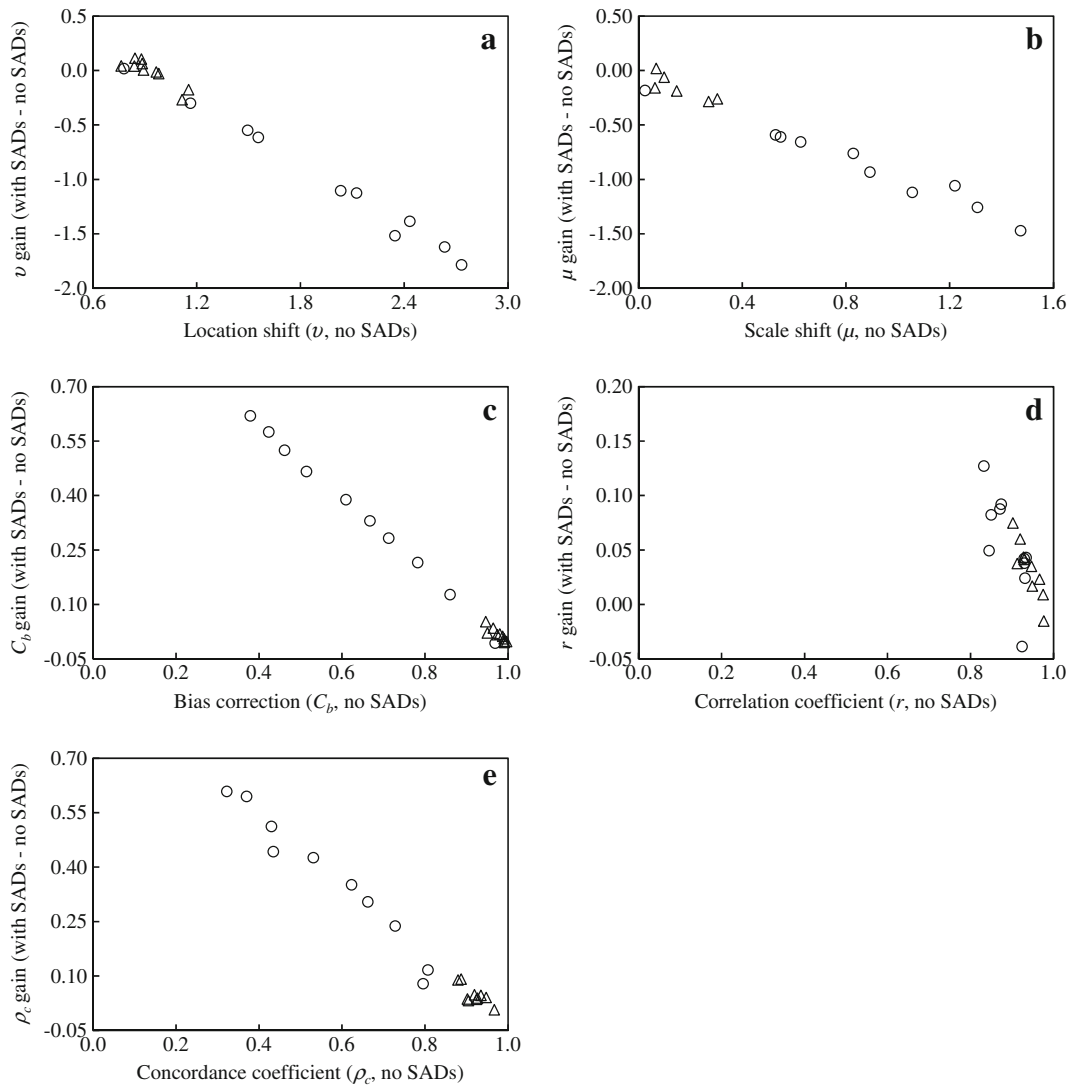 a
υ gain (with SADs - no SADs)
0.50
0.0
-0.5
-1.0
-1.5
-2.0
0.6 1.2 1.8 2.4 3.0
Location shift (υ, no SADs)
b
μ gain (with SADs - no SADs)
0.50
0.00
-0.50
-1.00
-1.50
-2.00
0.0 0.4 0.8 1.2 1.6
Scale shift (μ, no SADs)
c
C_b gain (with SADs - no SADs)
0.70
0.55
0.40
0.25
0.10
-0.05
0.0 0.2 0.4 0.6 0.8 1.0
Bias correction (C_b, no SADs)
d
r gain (with SADs - no SADs)
0.20
0.15
0.10
0.05
0.00
-0.05
0.0 0.2 0.4 0.6 0.8 1.0
Correlation coefficient (r, no SADs)
e
ρ_c gain (with SADs - no SADs)
0.70
0.55
0.40
0.25
0.10
-0.05
0.0 0.2 0.4 0.6 0.8 1.0
Concordance coefficient (ρ_c, no SADs)